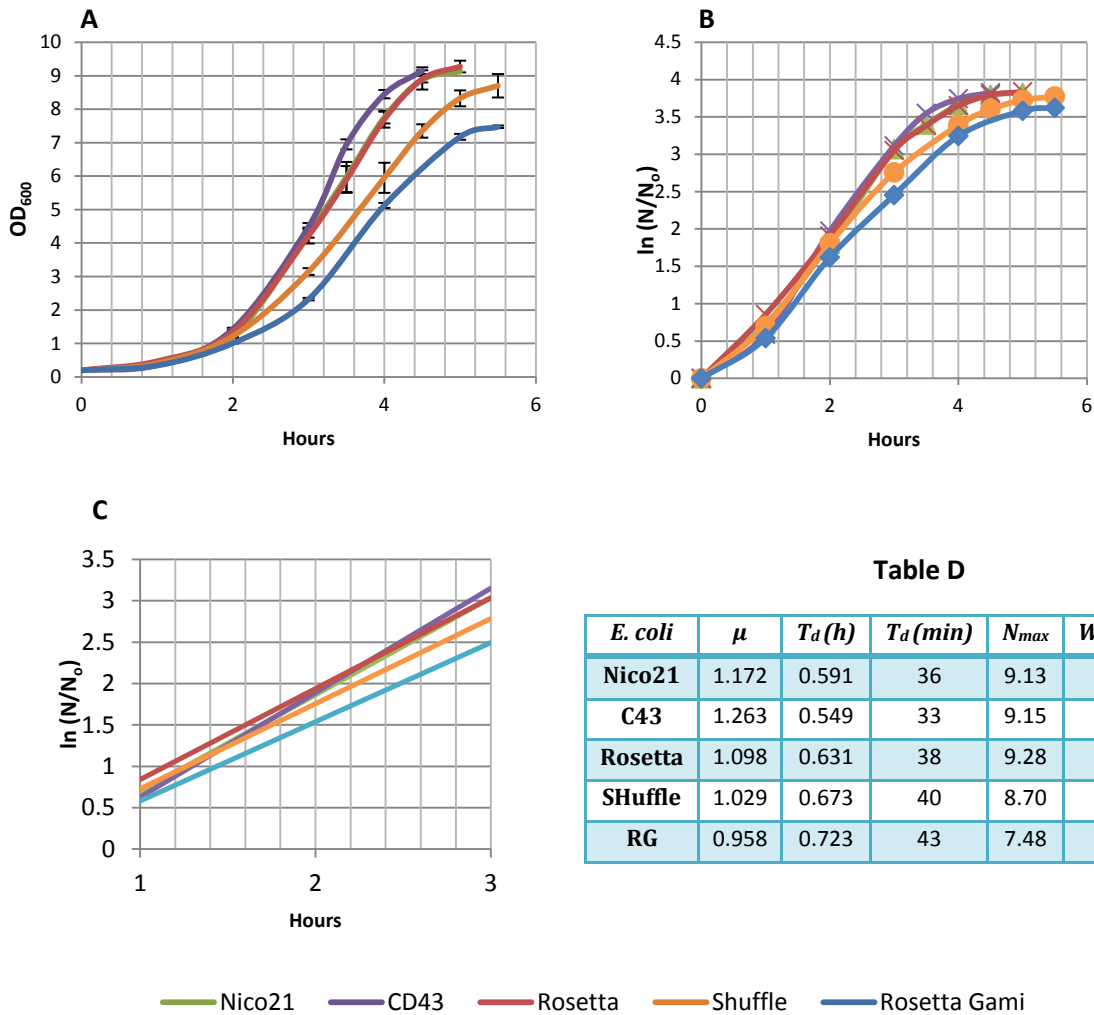 A
10
9
8
7
6
5
4
3
2
1
0
OD600
0 2 4 6
Hours
B
4.5
4
3.5
3
2.5
2
1.5
1
0.5
0
ln (N/No)
0 2 4 6
Hours
C
3.5
3
2.5
2
1.5
1
0.5
0
ln (N/No)
1 2 3
Hours
Table D
E. coli μ Td (h) Td (min) Nmax W
Nico21 1.172 0.591 36 9.13
C43 1.263 0.549 33 9.15
Rosetta 1.098 0.631 38 9.28
SHuffle 1.029 0.673 40 8.70
RG 0.958 0.723 43 7.48
Nico21 CD43 Rosetta Shuffle Rosetta Gami